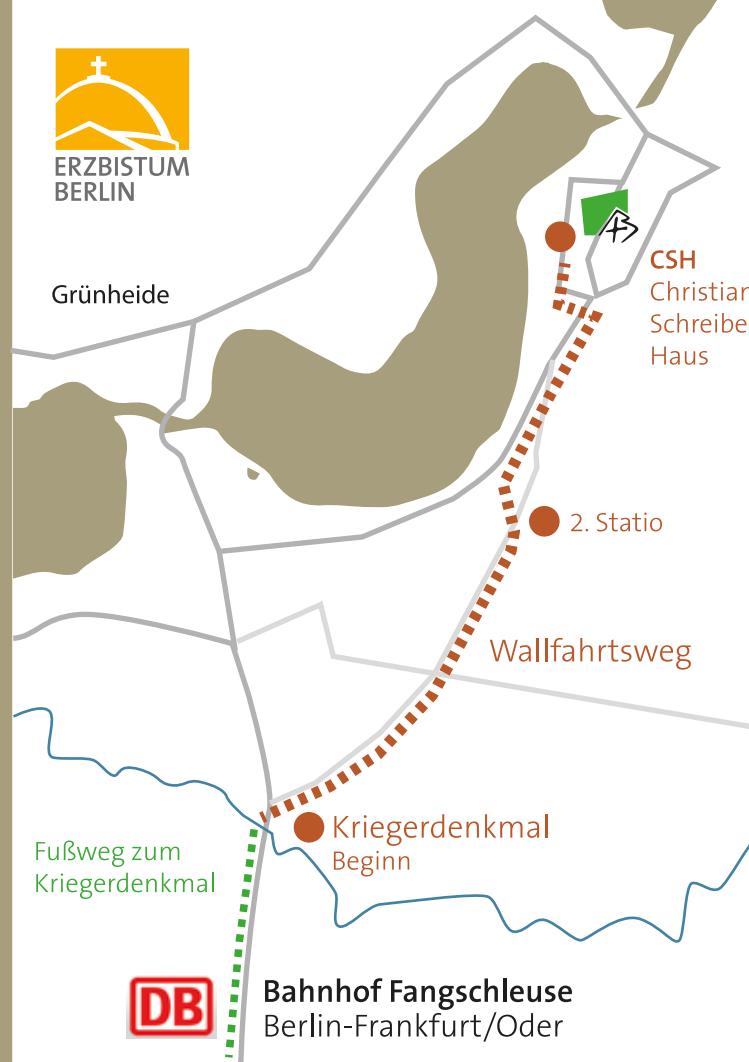 ERZBISTUM
BERLIN
Grünheide
CSH
Christian
Schreibe
Haus
2. Statio
Wallfahrtsweg
Kriegerdenkmal
Beginn
Fußweg zum
Kriegerdenkmal
DB
Bahnhof Fangschleuse
Berlin-Frankfurt/Oder